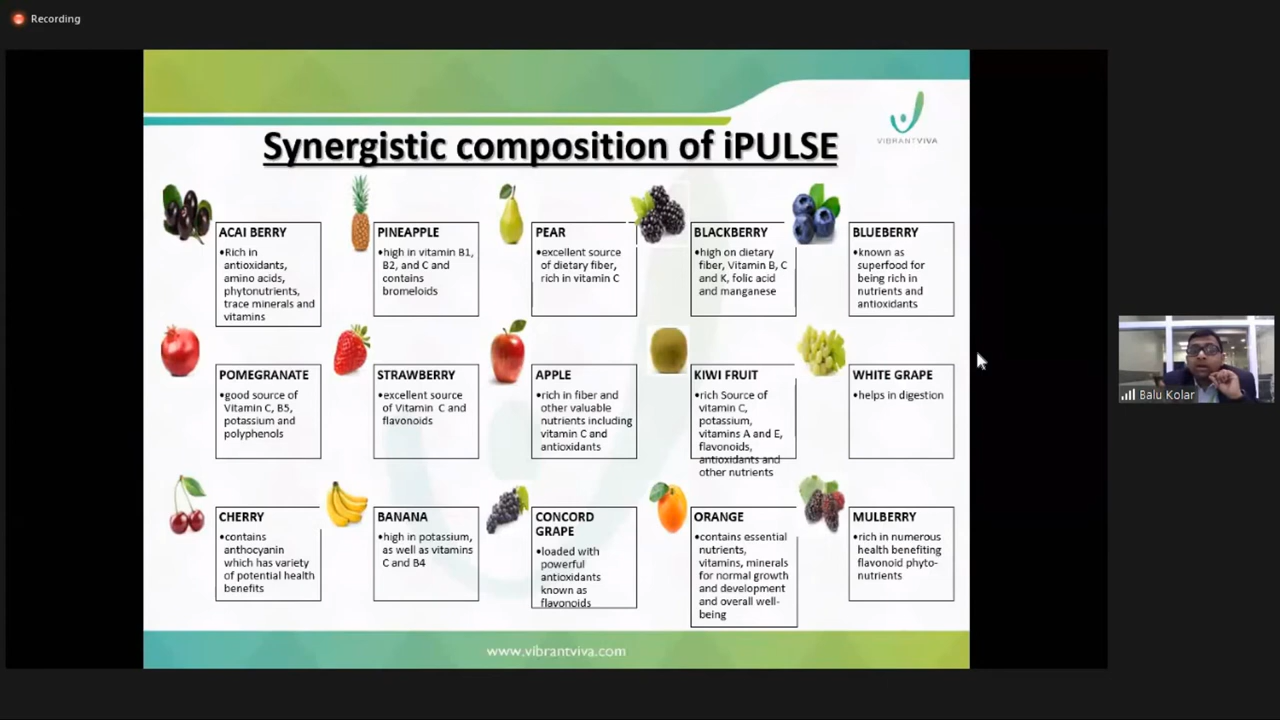 Recording
Synergistic composition of iPULSE
VIBRANTVIVA
ACAI BERRY
•Rich in
antioxidants,
amino acids,
phytonutrients,
trace minerals and
vitamins
PINEAPPLE
•high in vitamin B1,
B2, and C and
contains
bromeloids
PEAR
•excellent source
of dietary fiber,
rich in vitamin C
BLACKBERRY
•high on dietary
fiber, Vitamin B, C
and K, folic acid
and manganese
BLUEBERRY
•known as
superfood for
being rich in
nutrients and
antioxidants
POMEGRANATE
•good source of
Vitamin C, B5,
potassium and
polyphenols
STRAWBERRY
•excellent source
of Vitamin C and
flavonoids
APPLE
•rich in fiber and
other valuable
nutrients including
vitamin C and
antioxidants
KIWI FRUIT
•rich Source of
vitamin C,
potassium,
vitamins A and E,
flavonoids,
antioxidants and
other nutrients
WHITE GRAPE
•helps in digestion
CHERRY
•contains
anthocyanin
which has variety
of potential health
benefits
BANANA
•high in potassium,
as well as vitamins
C and B4
CONCORD
GRAPE
•loaded with
powerful
antioxidants
known as
flavonoids
ORANGE
•contains essential
nutrients,
vitamins, minerals
for normal growth
and development
and overall well-
being
MULBERRY
•rich in numerous
health benefiting
flavonoid phyto-
nutrients
www.vibrantviva.com
Balu Kolar